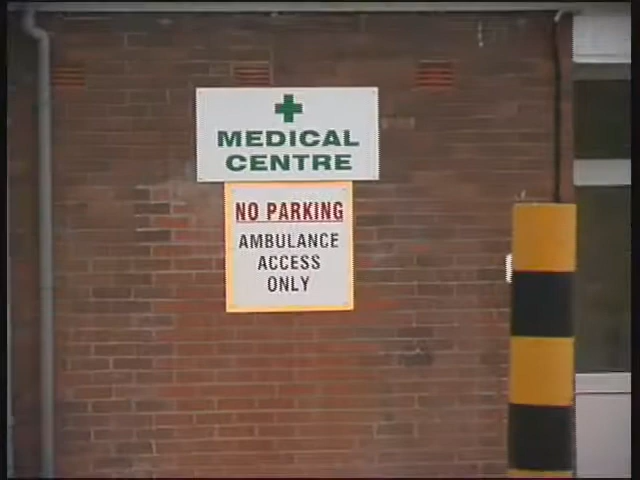 MEDICAL
CENTRE
NO PARKING
AMBULANCE
ACCESS
ONLY